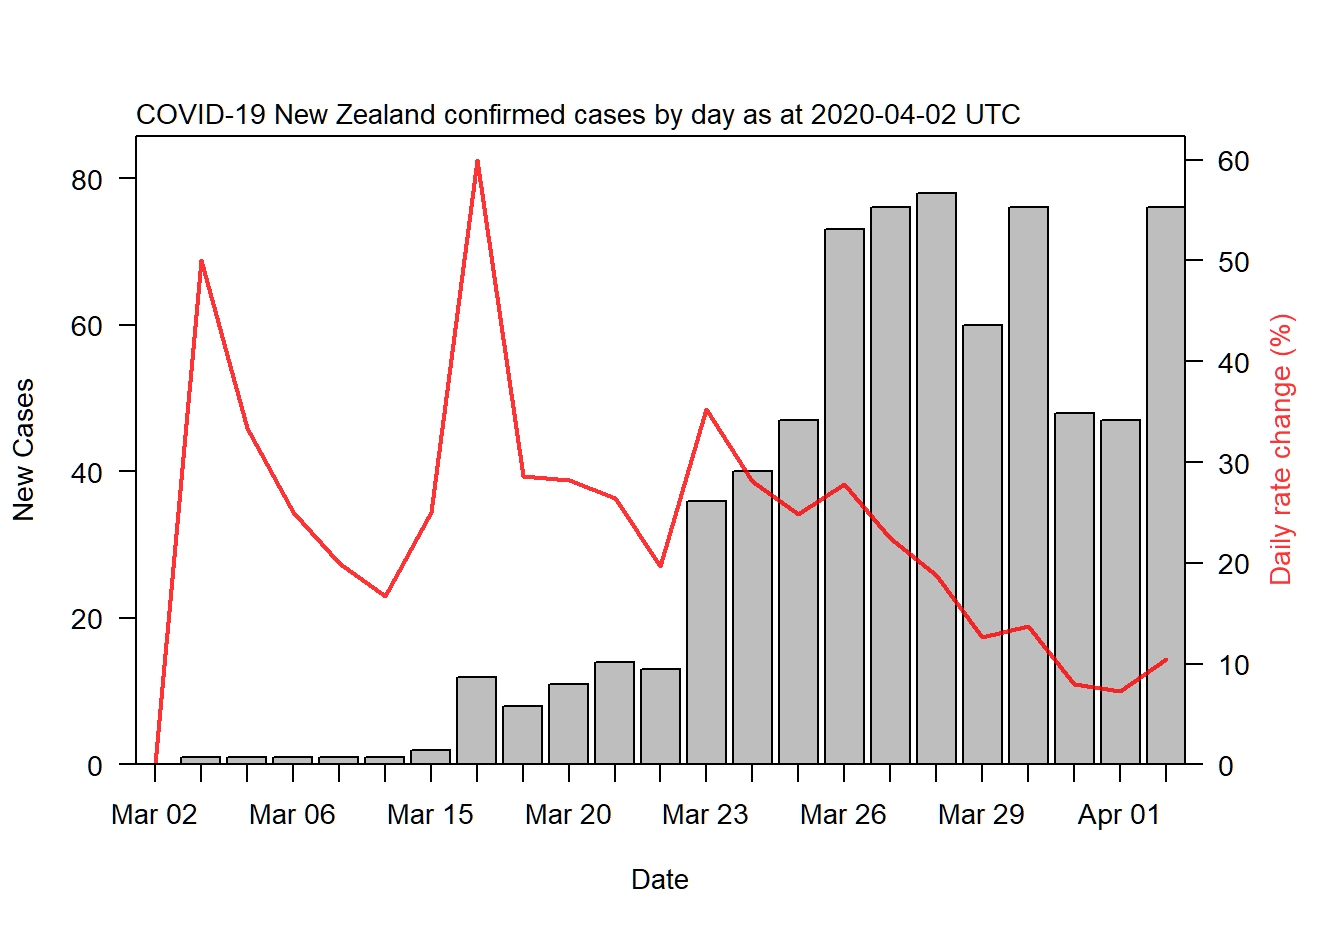 COVID-19 New Zealand confirmed cases by day as at 2020-04-02 UTC
New Cases
80
60
40
20
0
60
50
40
30
20
10
0
Daily rate change (%)
Mar 02 Mar 06 Mar 15 Mar 20 Mar 23 Mar 26 Mar 29 Apr 01
Date